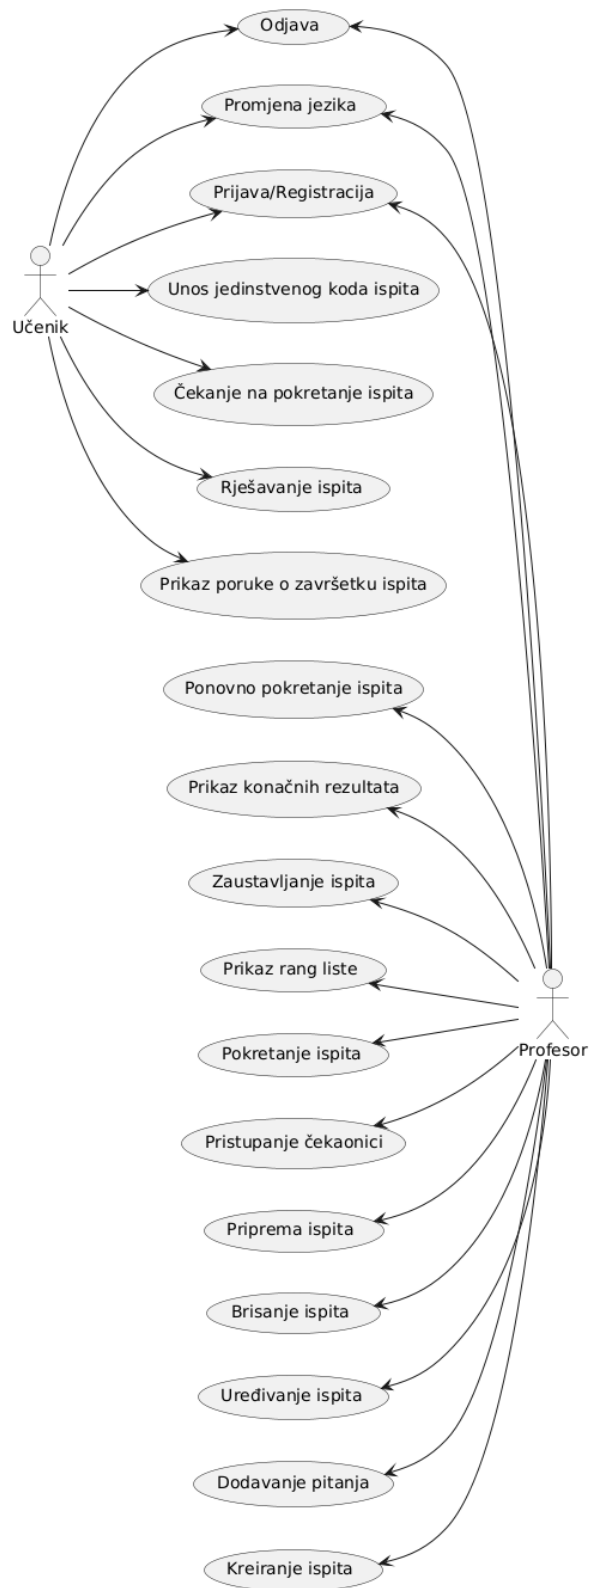 Odjava
Promjena jezika
Prijava/Registracija
Unos jedinstvenog koda ispita
Učenik
Čekanje na pokretanje ispita
Rješavanje ispita
Prikaz poruke o završetku ispita
Ponovno pokretanje ispita
Prikaz konačnih rezultata
Zaustavljanje ispita
Prikaz rang liste
Pokretanje ispita
Profesor
Pristupanje čekaonici
Priprema ispita
Brisanje ispita
Uređivanje ispita
Dodavanje pitanja
Kreiranje ispita